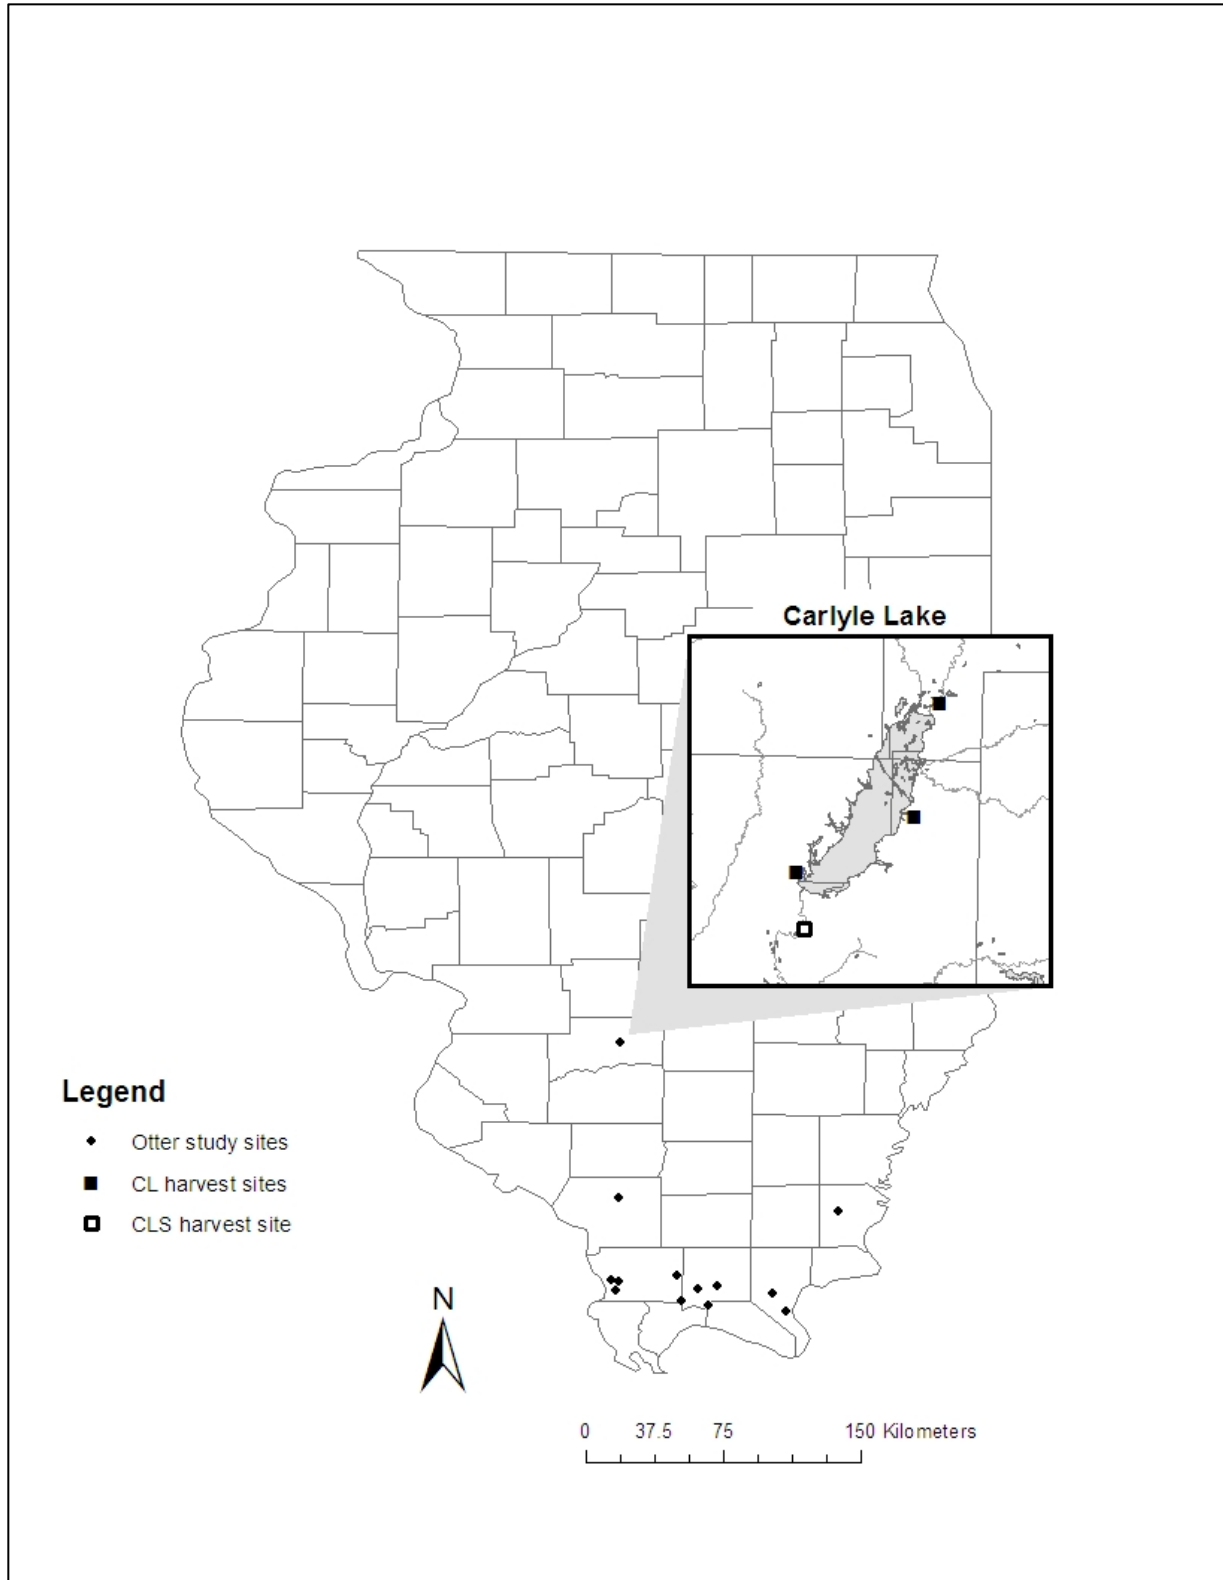 Carlyle Lake
Legend
Otter study sites
CL harvest sites
CLS harvest site
N
0 37.5 75 150 Kilometers